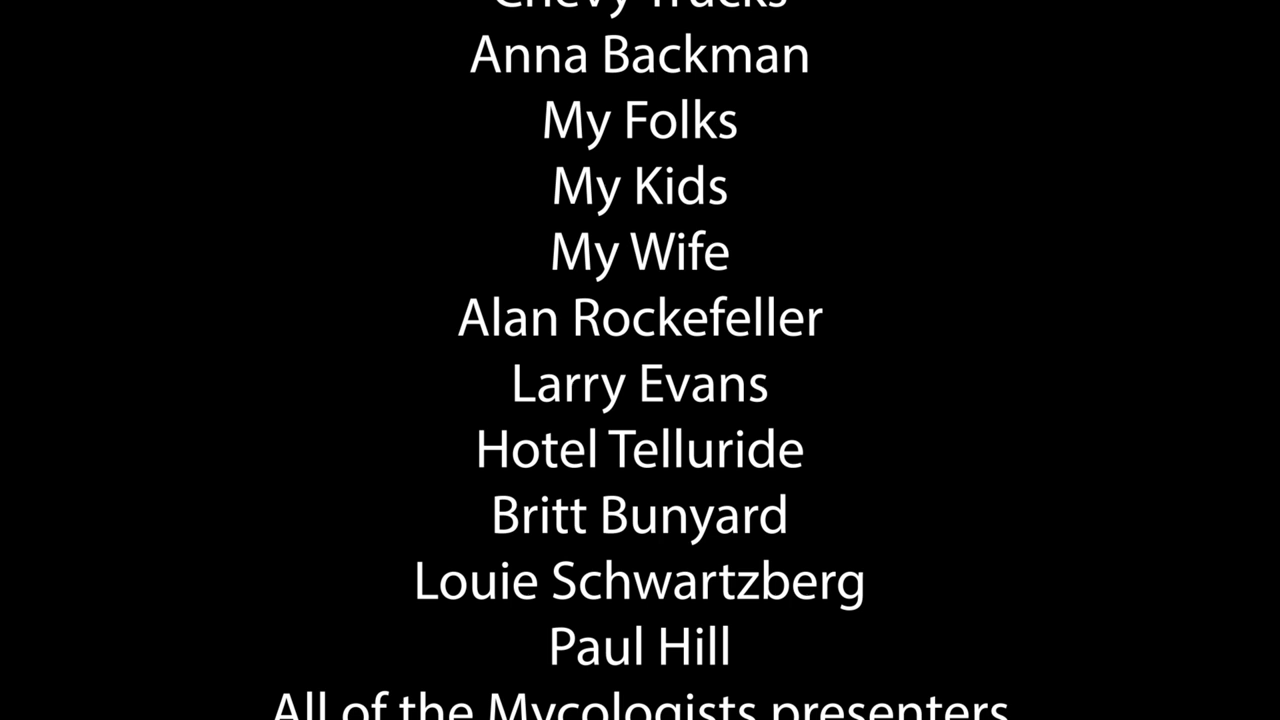 Chevy Trucks
Anna Backman
My Folks
My Kids
My Wife
Alan Rockefeller
Larry Evans
Hotel Telluride
Britt Bunyard
Louie Schwartzberg
Paul Hill
All of the Mycologists presenters